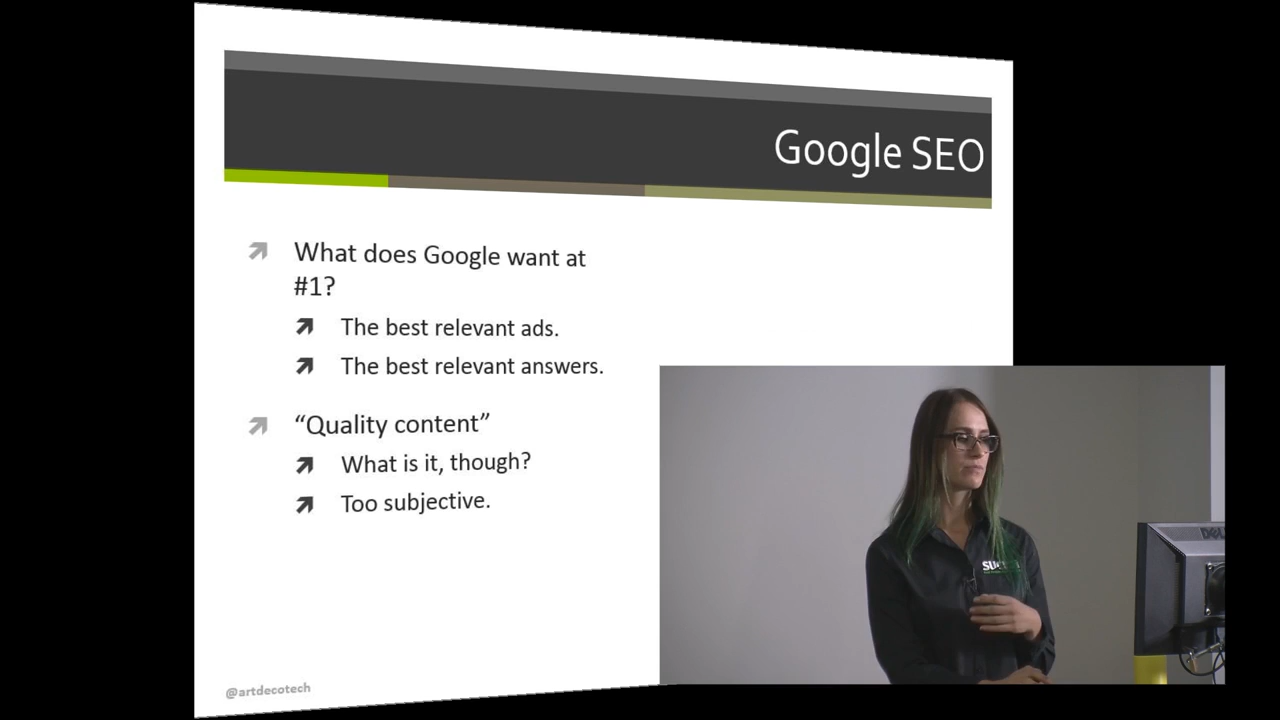 Google SEO
What does Google want at
#1?
The best relevant ads.
The best relevant answers.
“Quality content”
What is it, though?
Too subjective.
@artdecotech
DELL